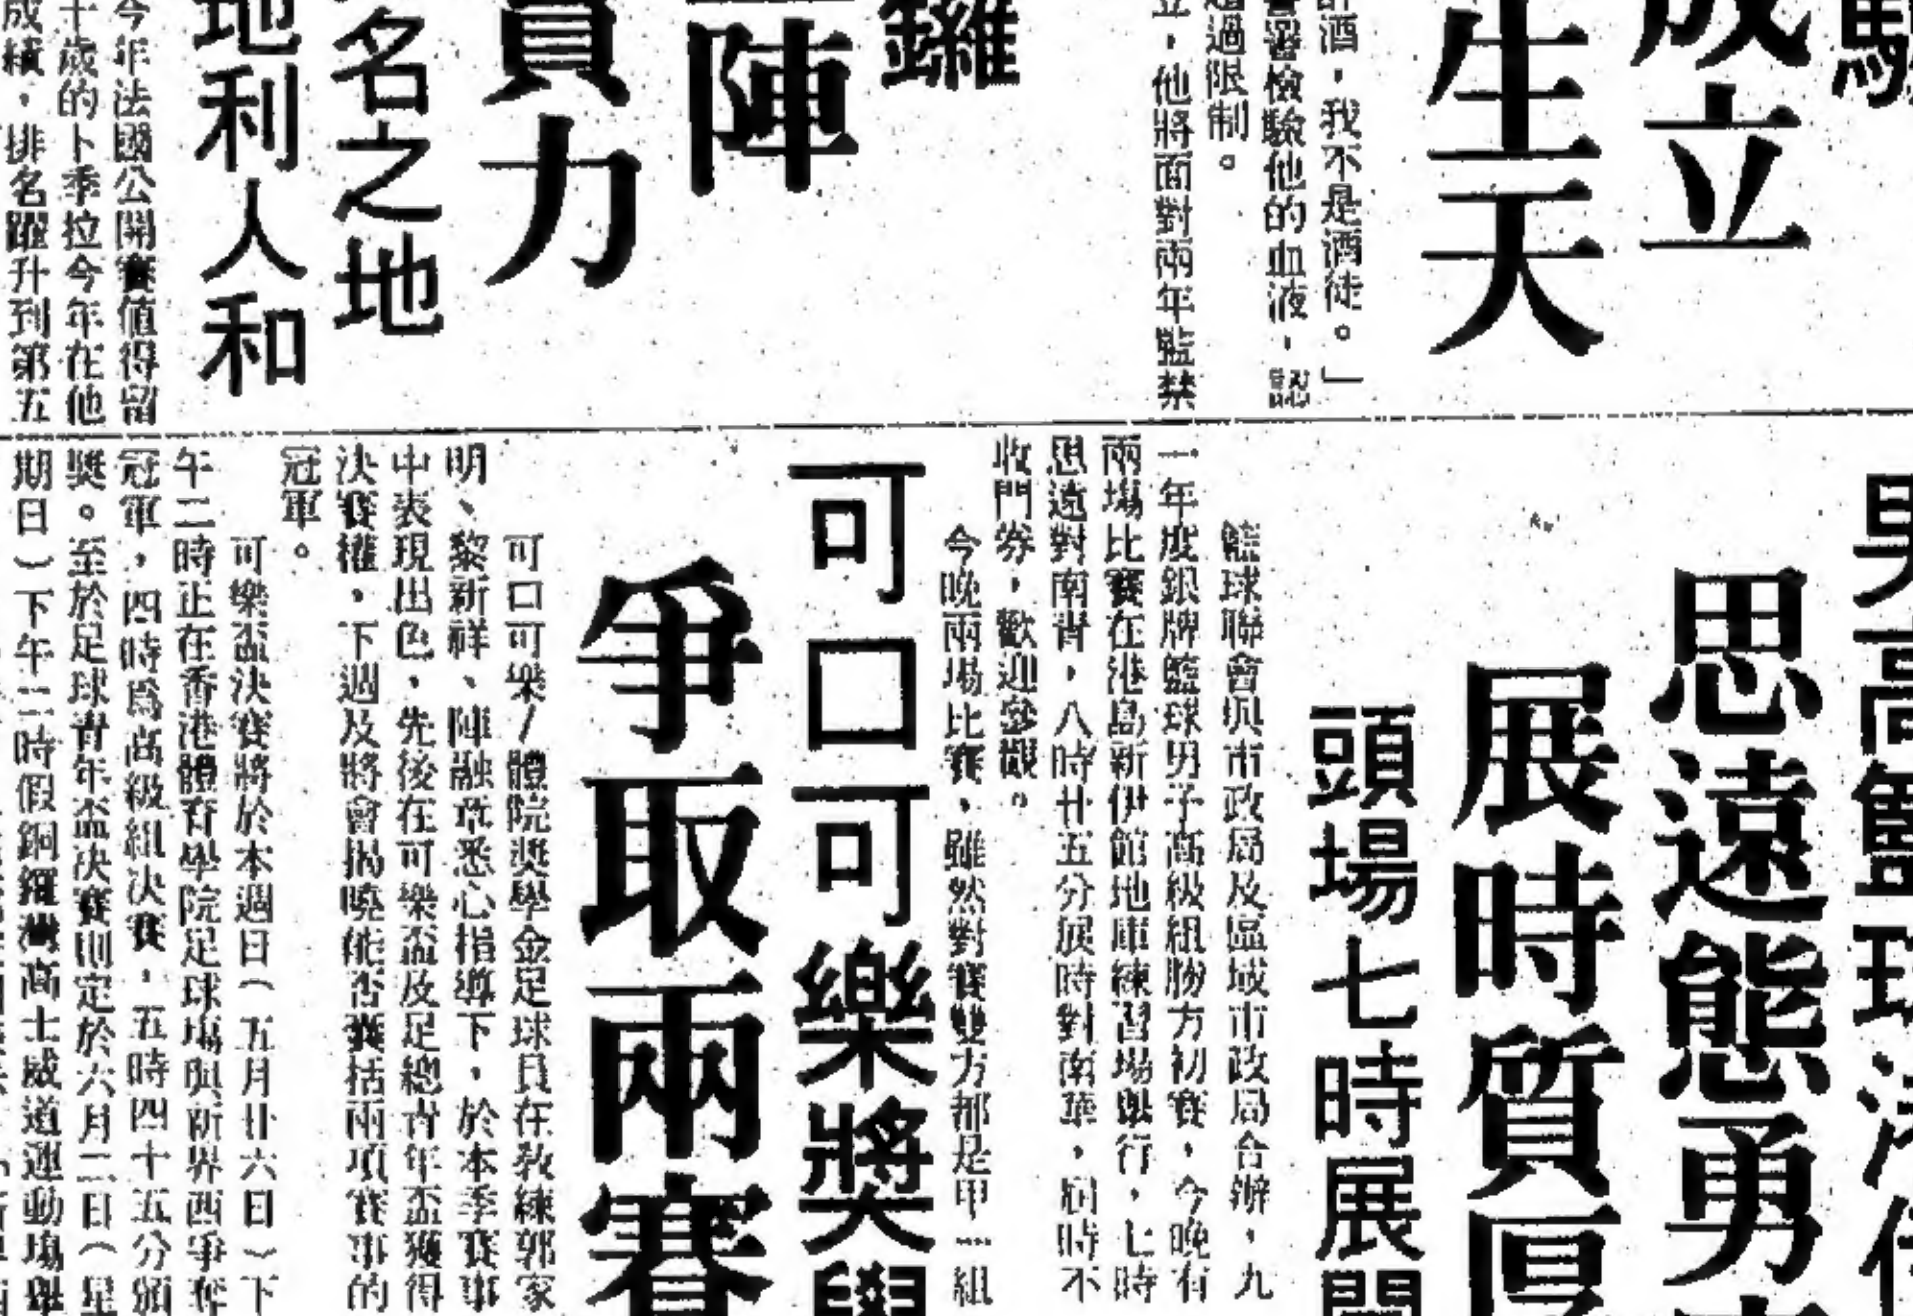 成立
生天
許酒，我不是酒徒。」
警署檢驗他的血液，認
超過限制。
立，他將面對兩年監禁
鑼
陣
員力
名之地
地利人和
今年法國公開賽值得留
十歲的卜季拉今年在他
成績，排名躍升到第五
男高籃球
思遠態勇
展時質厚
頭場七時展開
籃球聯會與市政局及區域市政局合辦，九
一年度銀牌籃球男子高級組勝方初賽，今晚有
兩場比賽在港島新伊館地庫練習場舉行，七時
思遠對南青，八時廿五分展時對南華，屆時不
收門券，歡迎參觀。
今晚兩場比賽，雖然對賽雙方都是甲一組
可口可樂獎學
爭取兩賽
可口可樂/體院獎學金足球員在教練郭家
明、黎新祥、陣融章悉心指導下，於本季賽事
中表現出色，先後在可樂盃及足總青年盃獲得
決賽權，下週及將會揭曉能否囊括兩項賽事的
冠軍。
可樂盃決賽將於本週日（五月廿六日）下
午二時正在香港體育學院足球場與新界西爭奪
冠軍，四時爲高級組決賽，五時四十五分頒
獎。至於足球青年盃決賽則定於六月二日（星
期日）下午二時假銅鑼灣高士威道運動場舉